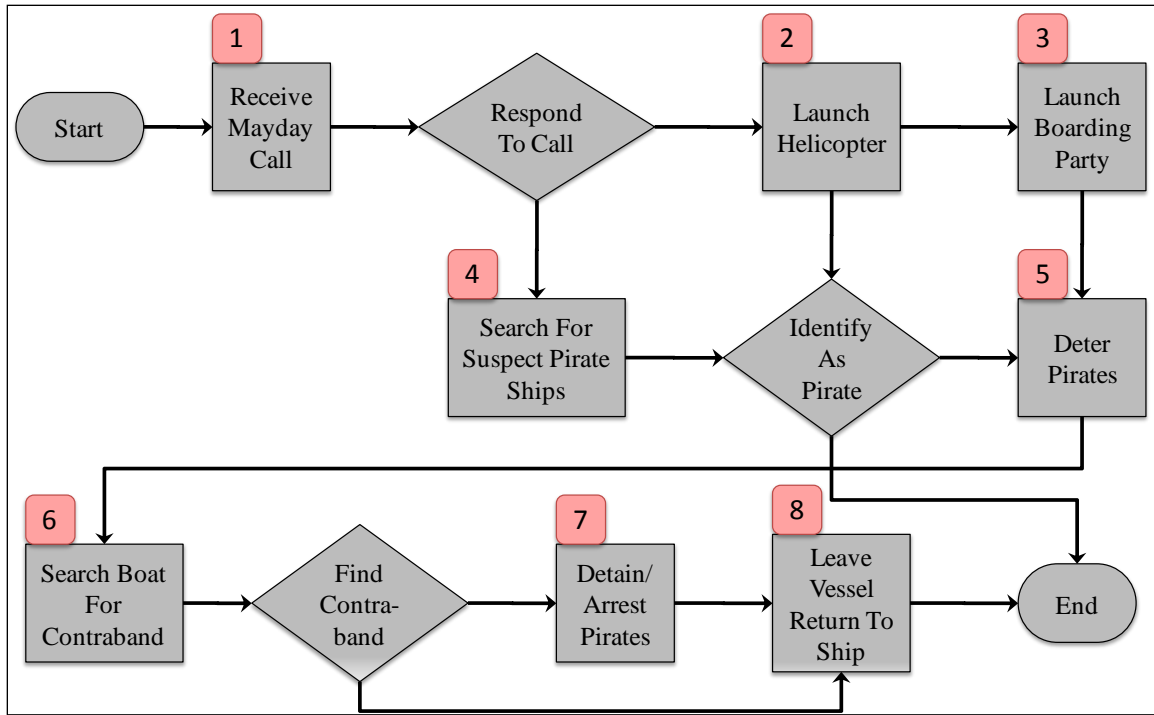 1
2
3
Start
Receive
Mayday
Call
Respond
To Call
Launch
Helicopter
Launch
Boarding
Party
4
5
Search For
Suspect Pirate
Ships
Identify
As
Pirate
Deter
Pirates
6
7
8
Search Boat
For
Contraband
Find
Contra-
band
Detain/
Arrest
Pirates
Leave
Vessel
Return To
Ship
End